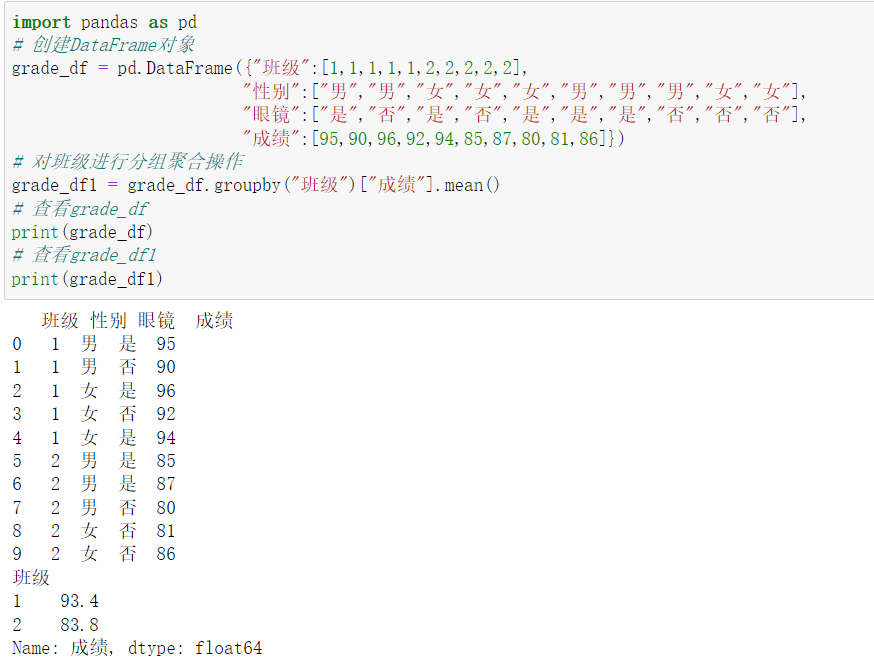 import pandas as pd
# 创建DataFrame对象
grade_df = pd.DataFrame({"班级":[1,1,1,1,1,2,2,2,2,2],
"性别":["男","男","女","女","女","男","男","男","女","女"],
"眼镜":["是","否","是","否","是","是","是","否","否","否"],
"成绩":[95,90,96,92,94,85,87,80,81,86]})
# 对班级进行分组聚合操作
grade_df1 = grade_df.groupby("班级")["成绩"].mean()
# 查看grade_df
print(grade_df)
# 查看grade_df1
print(grade_df1)
班级 性别 眼镜 成绩
0 1 男 是 95
1 1 男 否 90
2 1 女 是 96
3 1 女 否 92
4 1 女 是 94
5 2 男 是 85
6 2 男 是 87
7 2 男 否 80
8 2 女 否 81
9 2 女 否 86
班级
1 93.4
2 83.8
Name: 成绩, dtype: float64